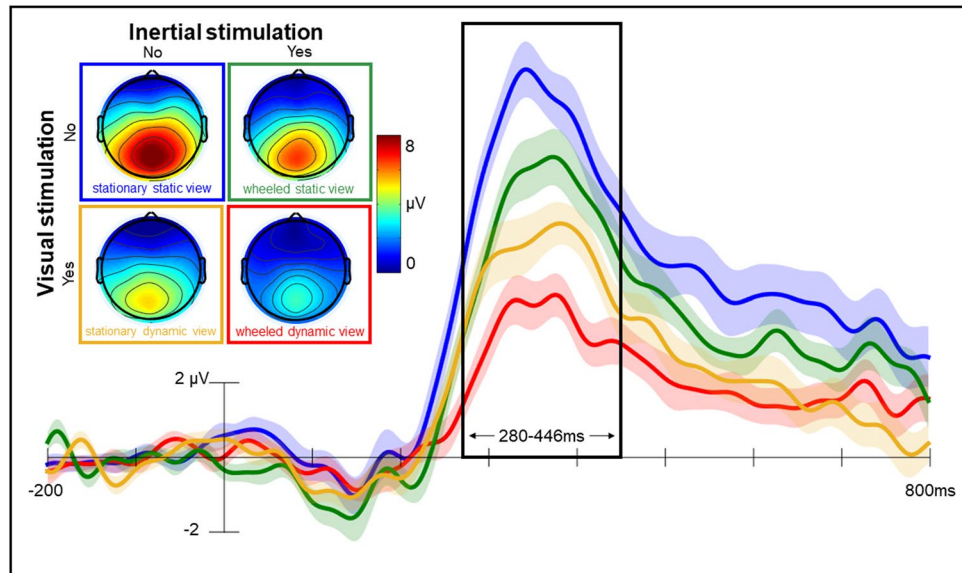 Inertial stimulation
No Yes
Visual stimulation
No
Yes
stationary static view
wheeled static view
8
µV
0
stationary dynamic view
wheeled dynamic view
2 µV
280-446ms
-200
800ms
-2